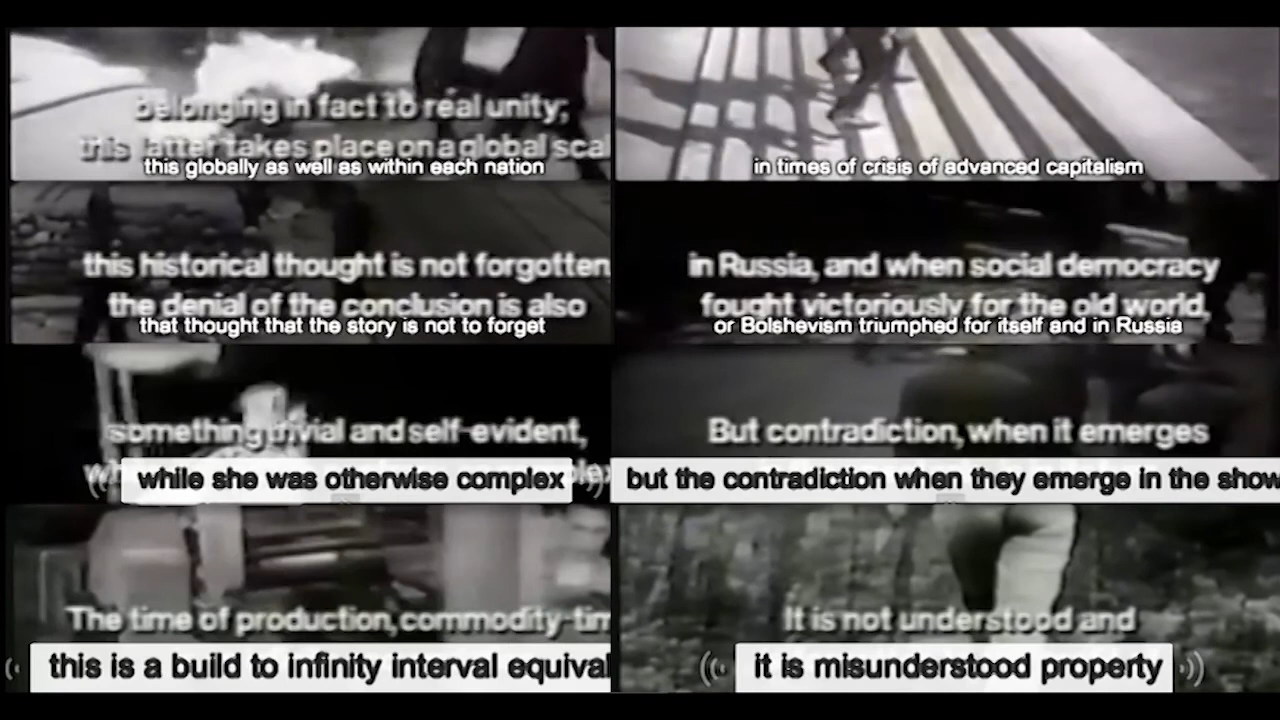 belonging in fact to real unity;
this latter takes place on a global scal
this globally as well as within each nation
in times of crisis of advanced capitalism
this historical thought is not forgotten
the denial of the conclusion is also
that thought that the story is not to forget
in Russia, and when social democracy
fought victoriously for the old world,
or Bolshevism triumphed for itself and in Russia
something trivial and self-evident,
while she was otherwise complex
But contradiction, when it emerges
but the contradiction when they emerge in the show
The time of production, commodity-tim
this is a build to infinity interval equival
It is not understood and
it is misunderstood property